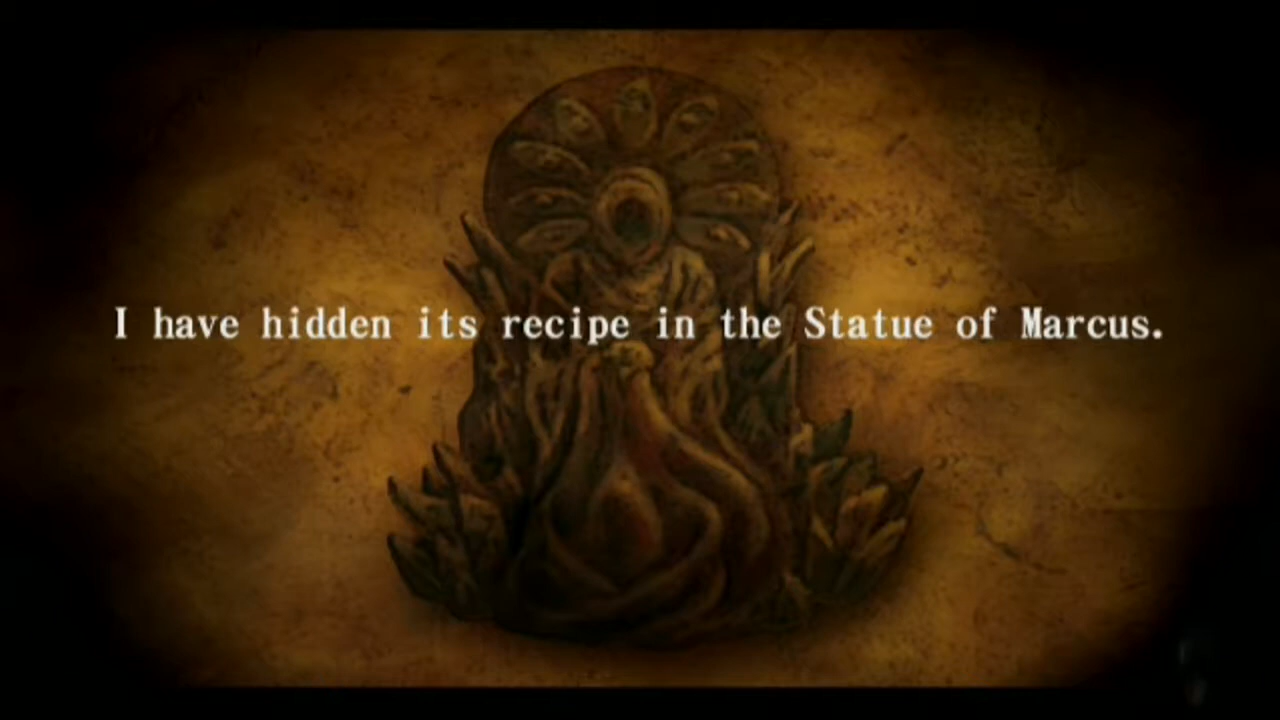 I have hidden its recipe in the Statue of Marcus.